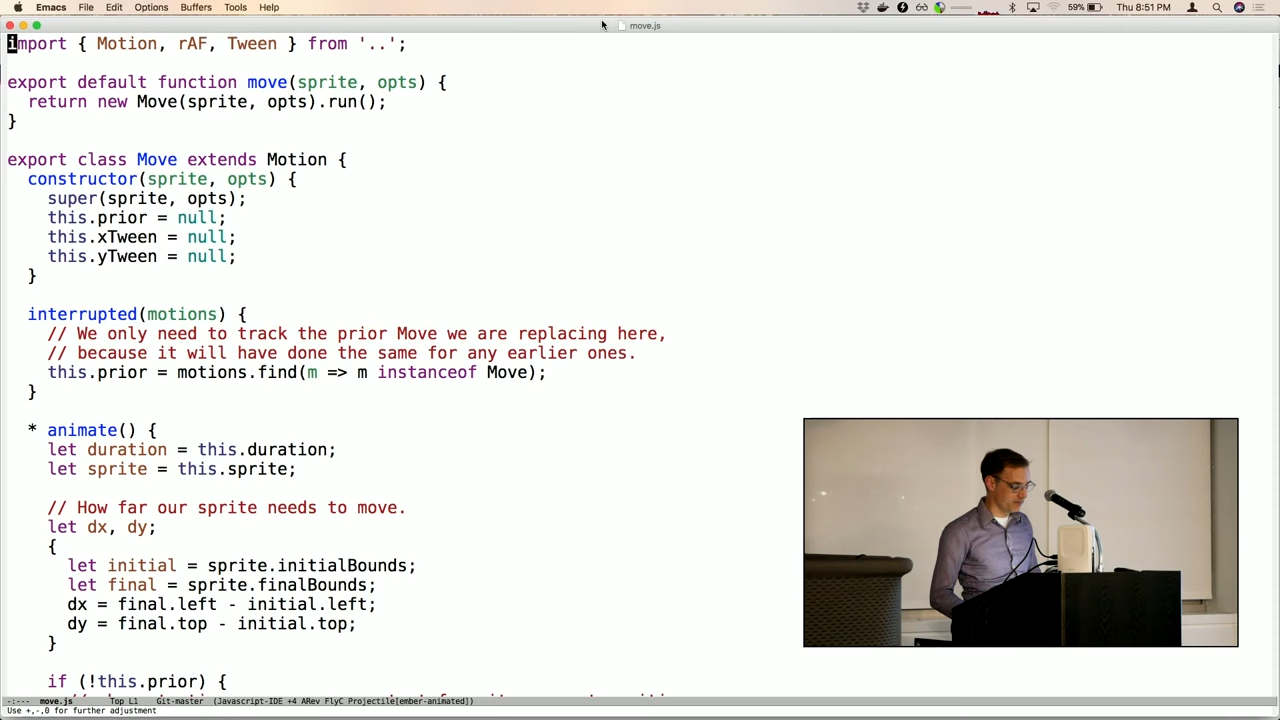 Emacs File Edit Options Buffers Tools Help 59% Thu 8:51 PM
move.js
import { Motion, rAF, Tween } from '..';
export default function move(sprite, opts) {
return new Move(sprite, opts).run();
}
export class Move extends Motion {
constructor(sprite, opts) {
super(sprite, opts);
this.prior = null;
this.xTween = null;
this.yTween = null;
}
interrupted(motions) {
// We only need to track the prior Move we are replacing here,
// because it will have done the same for any earlier ones.
this.prior = motions.find(m => m instanceof Move);
}
* animate() {
let duration = this.duration;
let sprite = this.sprite;
// How far our sprite needs to move.
let dx, dy;
{
let initial = sprite.initialBounds;
let final = sprite.finalBounds;
dx = final.left - initial.left;
dy = final.top - initial.top;
}
if (!this.prior) {
-:--- move.js Top L1 Git-master (Javascript-IDE +4 ARev FlyC Projectile[ember-animated])
Use +,-,0 for further adjustment